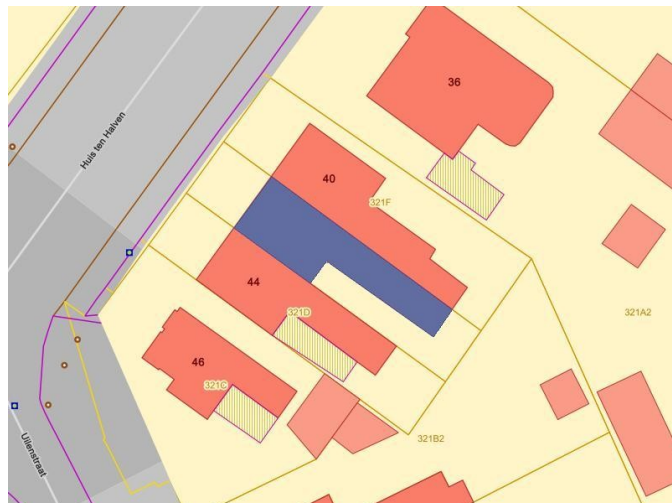 36
Huis ten Halven
40
321F
44
321D
321A2
46
321C
321B2
Uilenstraat